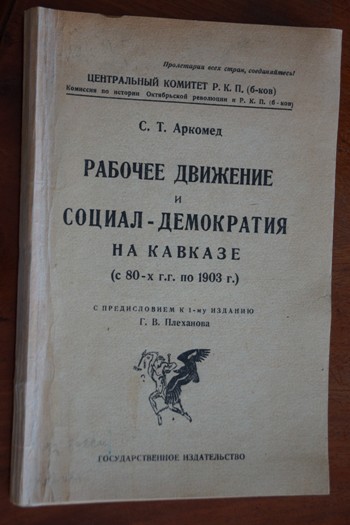 Пролетарии всех стран, соединяйтесь!
ЦЕНТРАЛЬНЫЙ КОМИТЕТ Р. К. П. (б-ков)
Комиссия по истории Октябрьской революции и Р. К. П. (б-ков)
С. Т. Аркомед
РАБОЧЕЕ ДВИЖЕНИЕ
И
СОЦИАЛ-ДЕМОКРАТИЯ
НА КАВКАЗЕ
(с 80-х г.г. по 1903 г.)
С ПРЕДИСЛОВИЕМ К 1-му ИЗДАНИЮ
Г. В. Плеханова
ГОСУДАРСТВЕННОЕ ИЗДАТЕЛЬСТВО